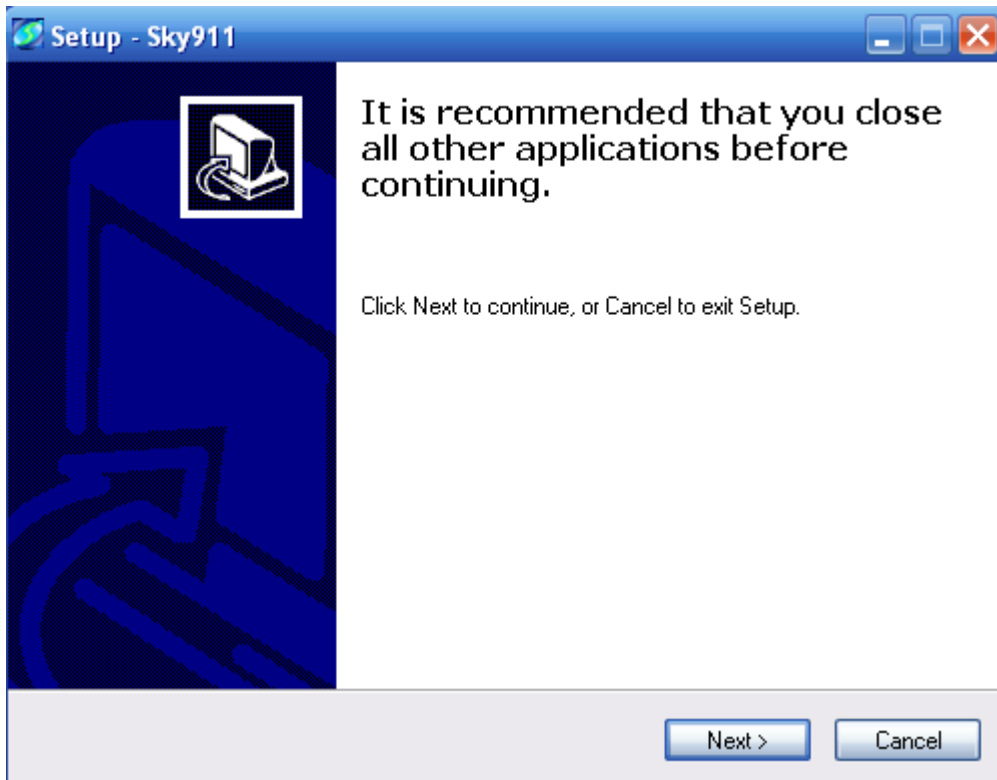 Setup - Sky911
It is recommended that you close
all other applications before
continuing.
Click Next to continue, or Cancel to exit Setup.
Next >
Cancel